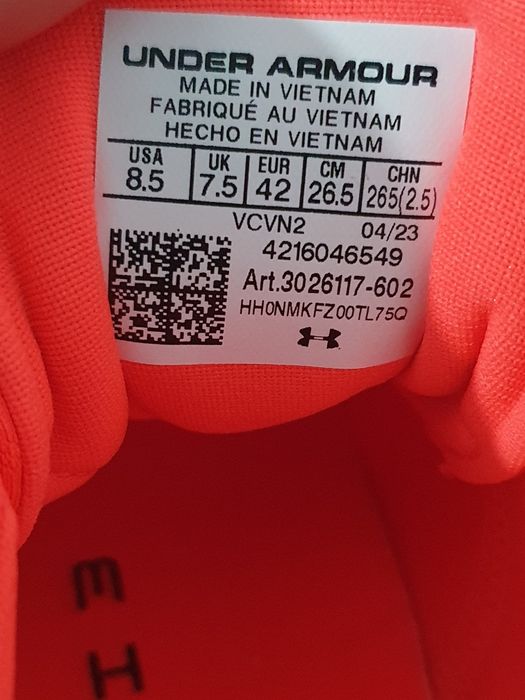 UNDER ARMOUR
MADE IN VIETNAM
FABRIQUÉ AU VIETNAM
HECHO EN VIETNAM
USA UK EUR CM CHN
8.5 7.5 42 26.5 265(2.5)
VCVN2 04/23
4216046549
Art.3026117-602
HH0NMKFZ00TL75Q
E
H